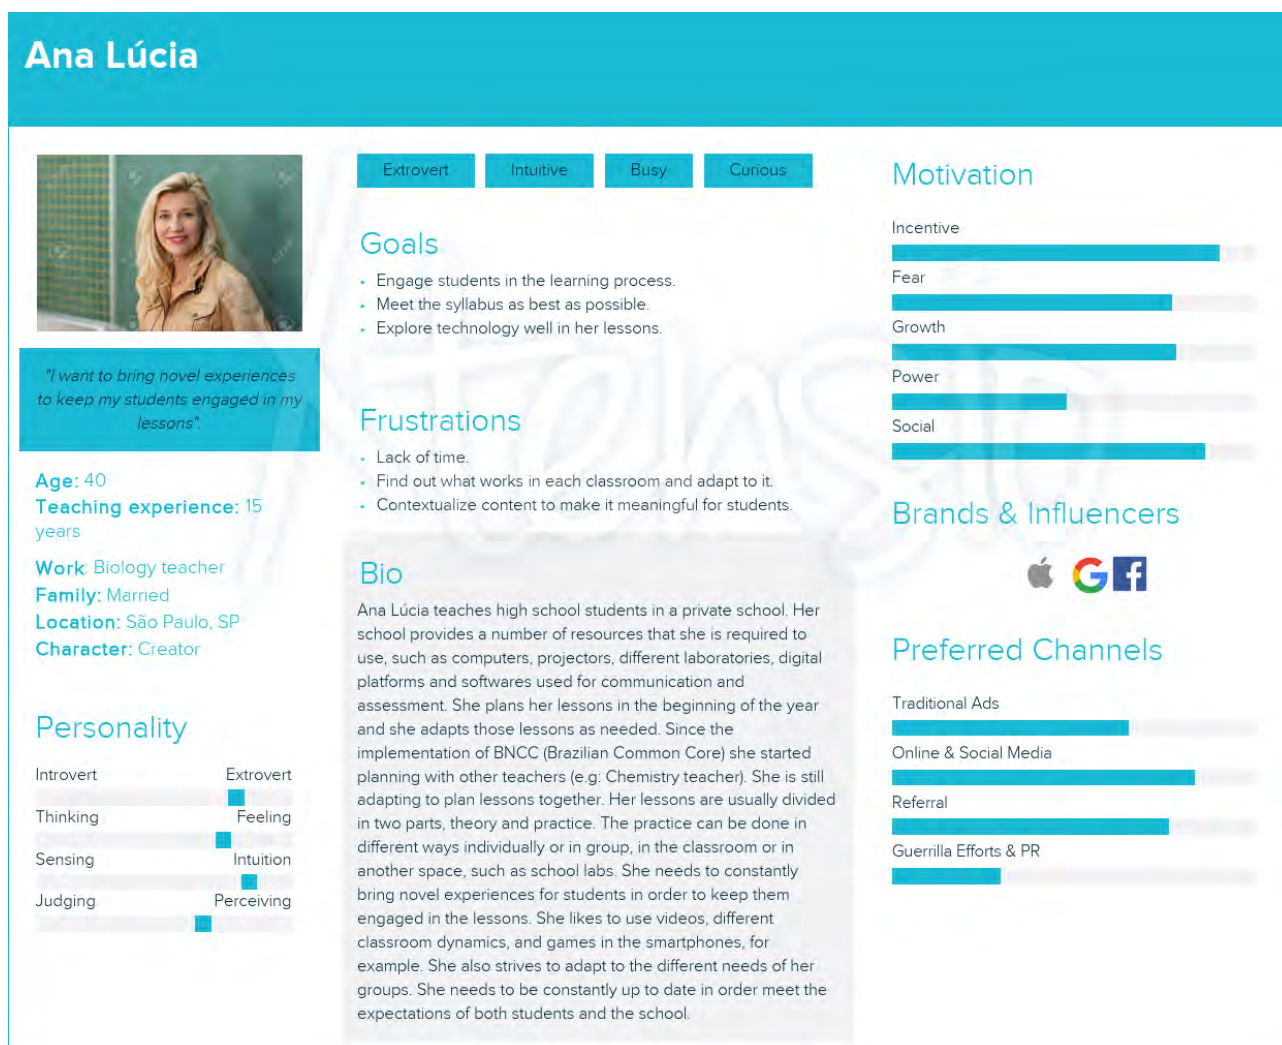 Ana Lúcia
"I want to bring novel experiences
to keep my students engaged in my
lessons".
Age: 40
Teaching experience: 15
years
Work: Biology teacher
Family: Married
Location: São Paulo, SP
Character: Creator
Personality
Introvert Extrovert
Thinking Feeling
Sensing Intuition
Judging Perceiving
Extrovert Intuitive Busy Curious
Goals
• Engage students in the learning process.
• Meet the syllabus as best as possible.
• Explore technology well in her lessons.
Frustrations
• Lack of time.
• Find out what works in each classroom and adapt to it.
• Contextualize content to make it meaningful for students.
Bio
Ana Lúcia teaches high school students in a private school. Her
school provides a number of resources that she is required to
use, such as computers, projectors, different laboratories, digital
platforms and softwares used for communication and
assessment. She plans her lessons in the beginning of the year
and she adapts those lessons as needed. Since the
implementation of BNCC (Brazilian Common Core) she started
planning with other teachers (e.g: Chemistry teacher). She is still
adapting to plan lessons together. Her lessons are usually divided
in two parts, theory and practice. The practice can be done in
different ways individually or in group, in the classroom or in
another space, such as school labs. She needs to constantly
bring novel experiences for students in order to keep them
engaged in the lessons. She likes to use videos, different
classroom dynamics, and games in the smartphones, for
example. She also strives to adapt to the different needs of her
groups. She needs to be constantly up to date in order meet the
expectations of both students and the school.
Motivation
Incentive
Fear
Growth
Power
Social
Brands & Influencers
Preferred Channels
Traditional Ads
Online & Social Media
Referral
Guerrilla Efforts & PR